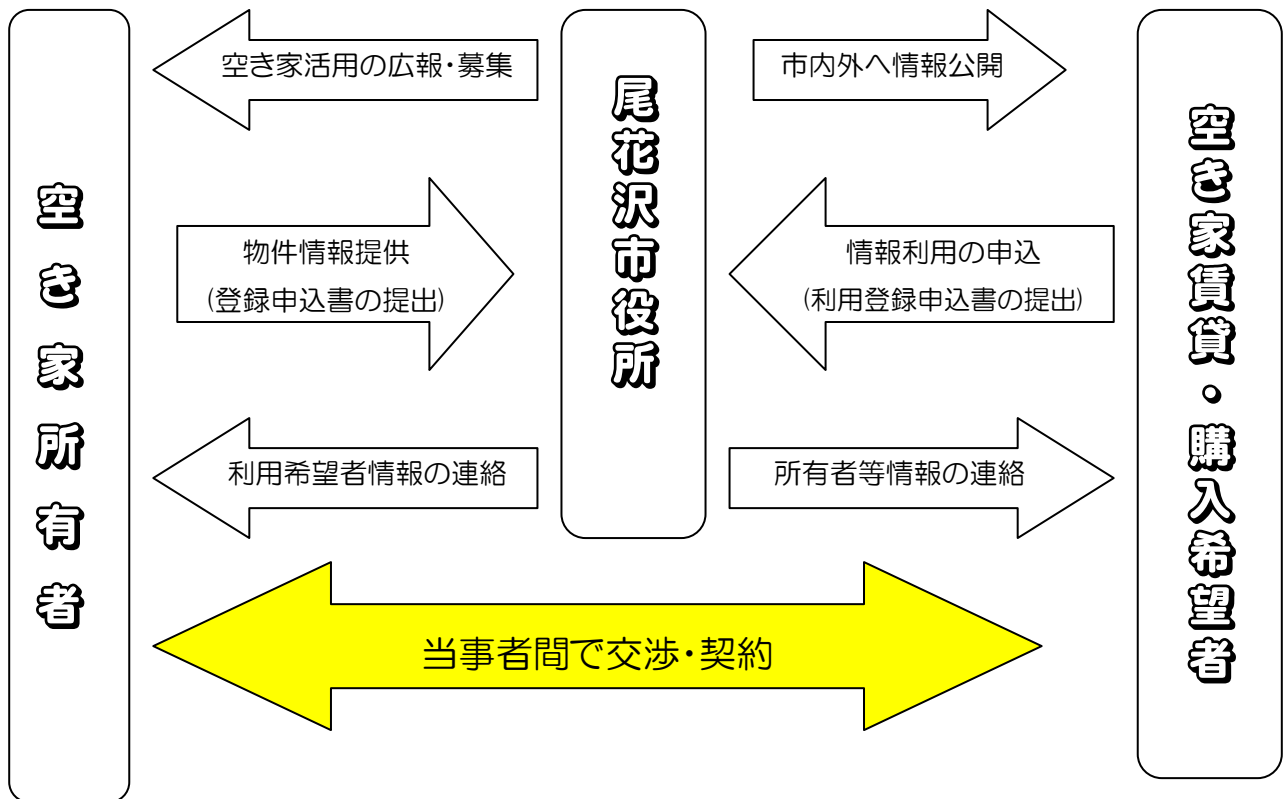 空き家所有者
空き家活用の広報・募集
物件情報提供
(登録申込書の提出)
利用希望者情報の連絡
尾花沢市役所
市内外へ情報公開
情報利用の申込
(利用登録申込書の提出)
所有者等情報の連絡
空き家賃貸・購入希望者
当事者間で交渉・契約